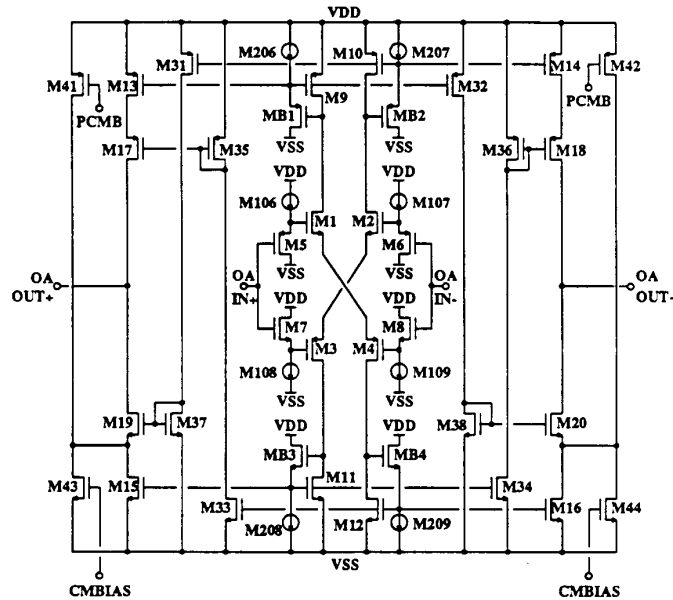 VDD
M206 M10 M207
M31 M14 M42
M41 M13 M9 M32
PCMB MB1 MB2 PCMB
VSS VSS
M17 M35 M36 M18
VDD VDD
M106 M107
M1 M2
M5 M6
OA VSS VSS OA
OA OUT+ IN+ IN- OA OUT-
VDD VDD
M7 M8
M3 M4
M108 M109
VSS VSS
M19 M37 VDD VDD M38 M20
MB3 MB4
M43 M15 M11 M34
M33 M12 M16 M44
M208 M209
VSS
CMBIAS CMBIAS